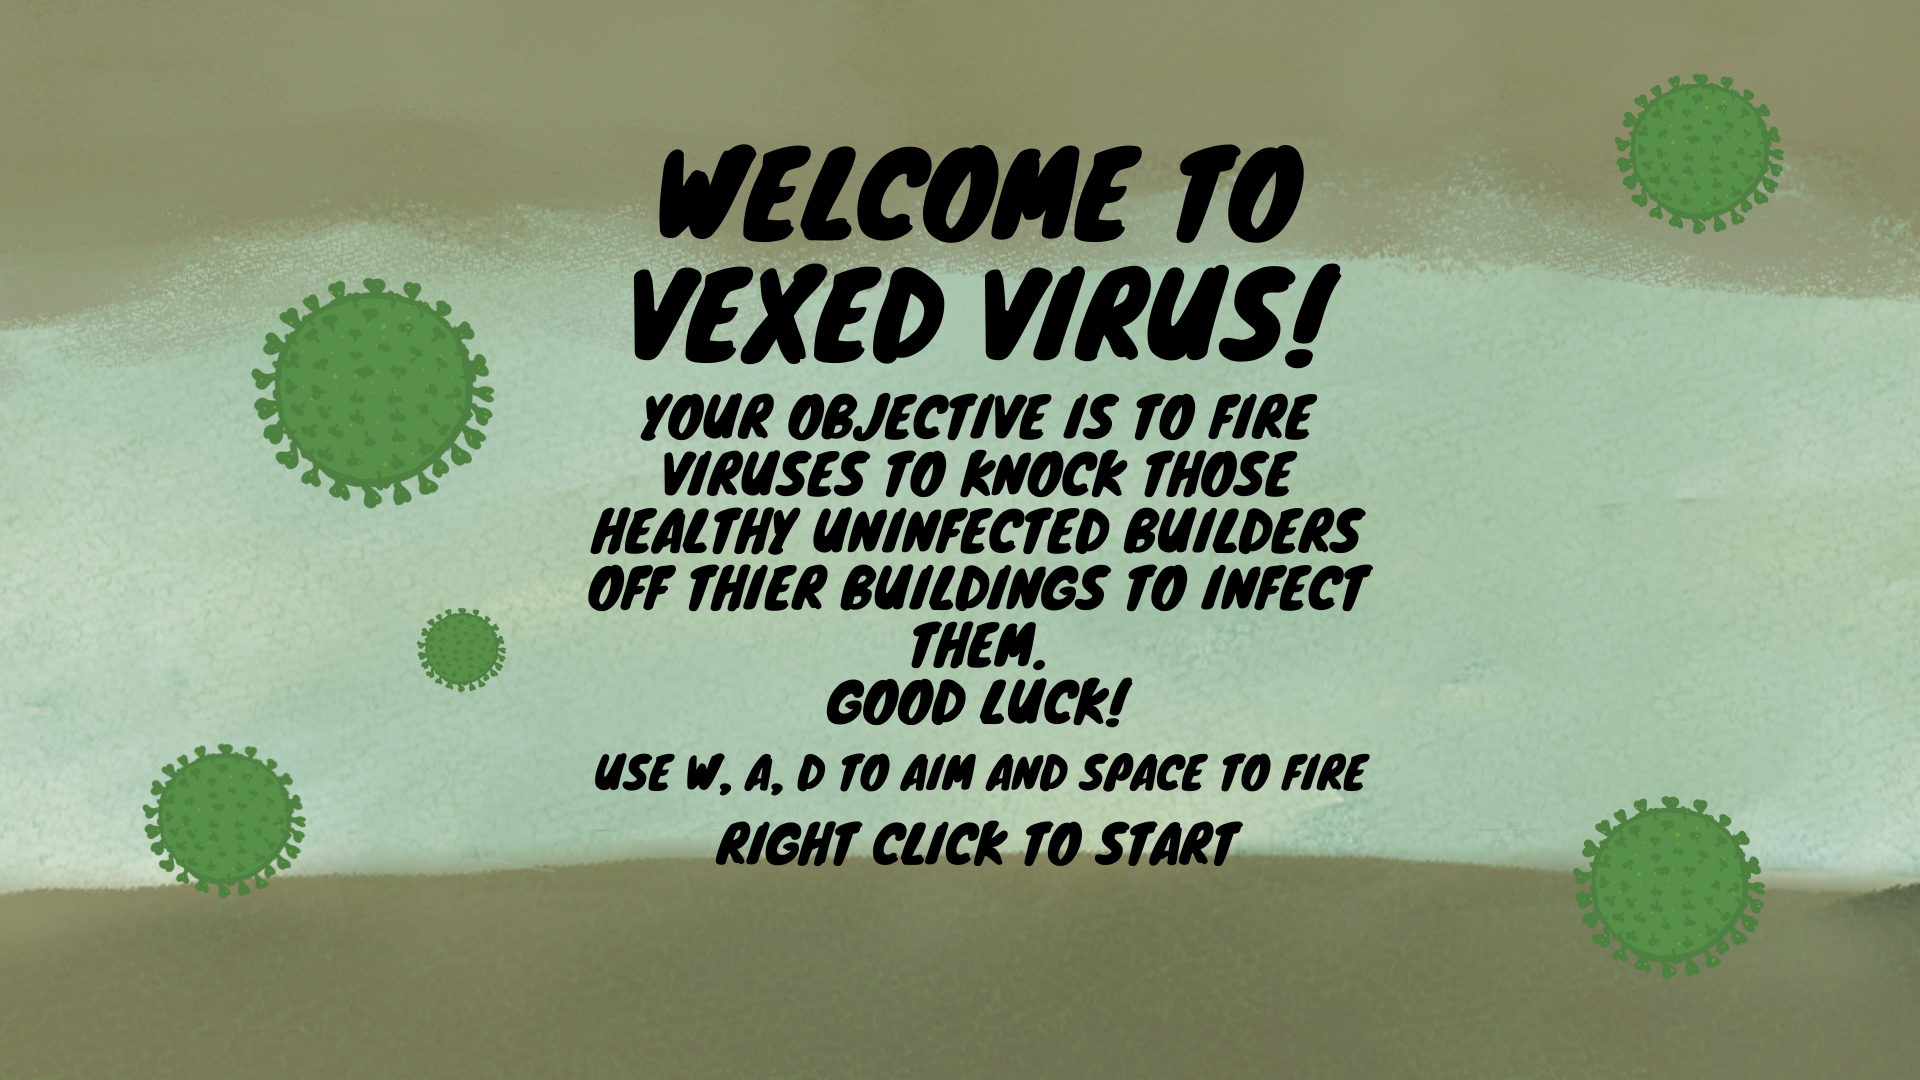 WELCOME TO
VEXED VIRUS!
YOUR OBJECTIVE IS TO FIRE
VIRUSES TO KNOCK THOSE
HEALTHY UNINFECTED BUILDERS
OFF THIER BUILDINGS TO INFECT
THEM.
GOOD LUCK!
USE W, A, D TO AIM AND SPACE TO FIRE
RIGHT CLICK TO START